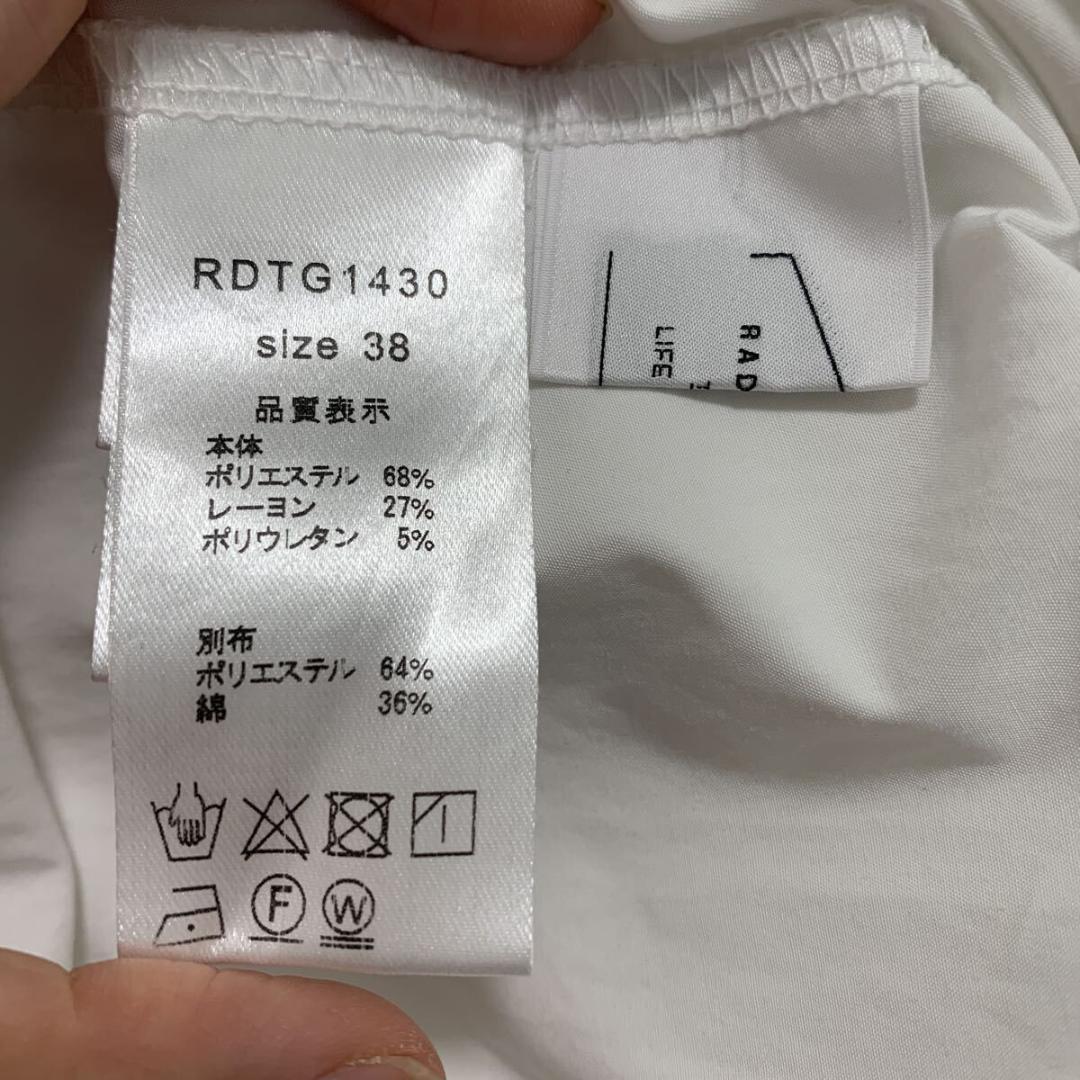 RDTG1430
size 38
品質表示
本体
ポリエステル 68%
レーヨン 27%
ポリウレタン 5%
別布
ポリエステル 64%
綿 36%
F
W
RAD
LIFE